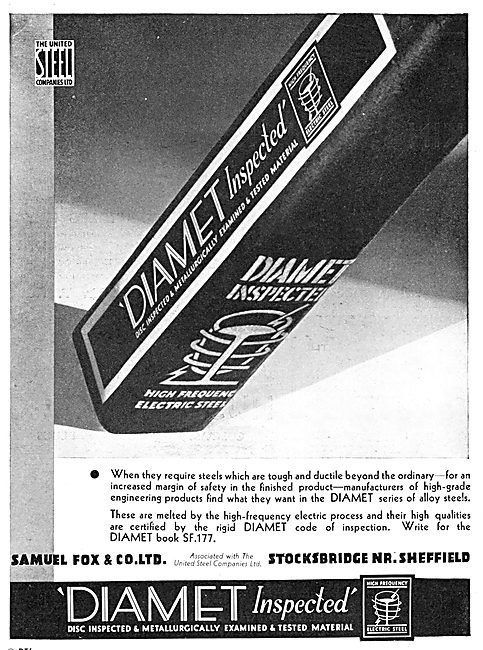 THE UNITED
STEEL
COMPANIES LTD
HIGH FREQUENCY
ELECTRIC STEEL
'DIAMET Inspected'
DISC INSPECTED & METALLURGICALLY EXAMINED & TESTED MATERIAL
DIAMET
INSPECTED
HIGH FREQUENC
ELECTRIC STEEL
● When they require steels which are tough and ductile beyond the ordinary—for an
increased margin of safety in the finished product—manufacturers of high-grade
engineering products find what they want in the DIAMET series of alloy steels.
These are melted by the high-frequency electric process and their high qualities
are certified by the rigid DIAMET code of inspection. Write for the
DIAMET book SF.177.
SAMUEL FOX & CO. LTD. Associated with The STOCKSBRIDGE NR. SHEFFIELD
United Steel Companies Ltd.
'DIAMET Inspected'
DISC INSPECTED & METALLURGICALLY EXAMINED & TESTED MATERIAL
HIGH FREQUENCY
ELECTRIC STEEL